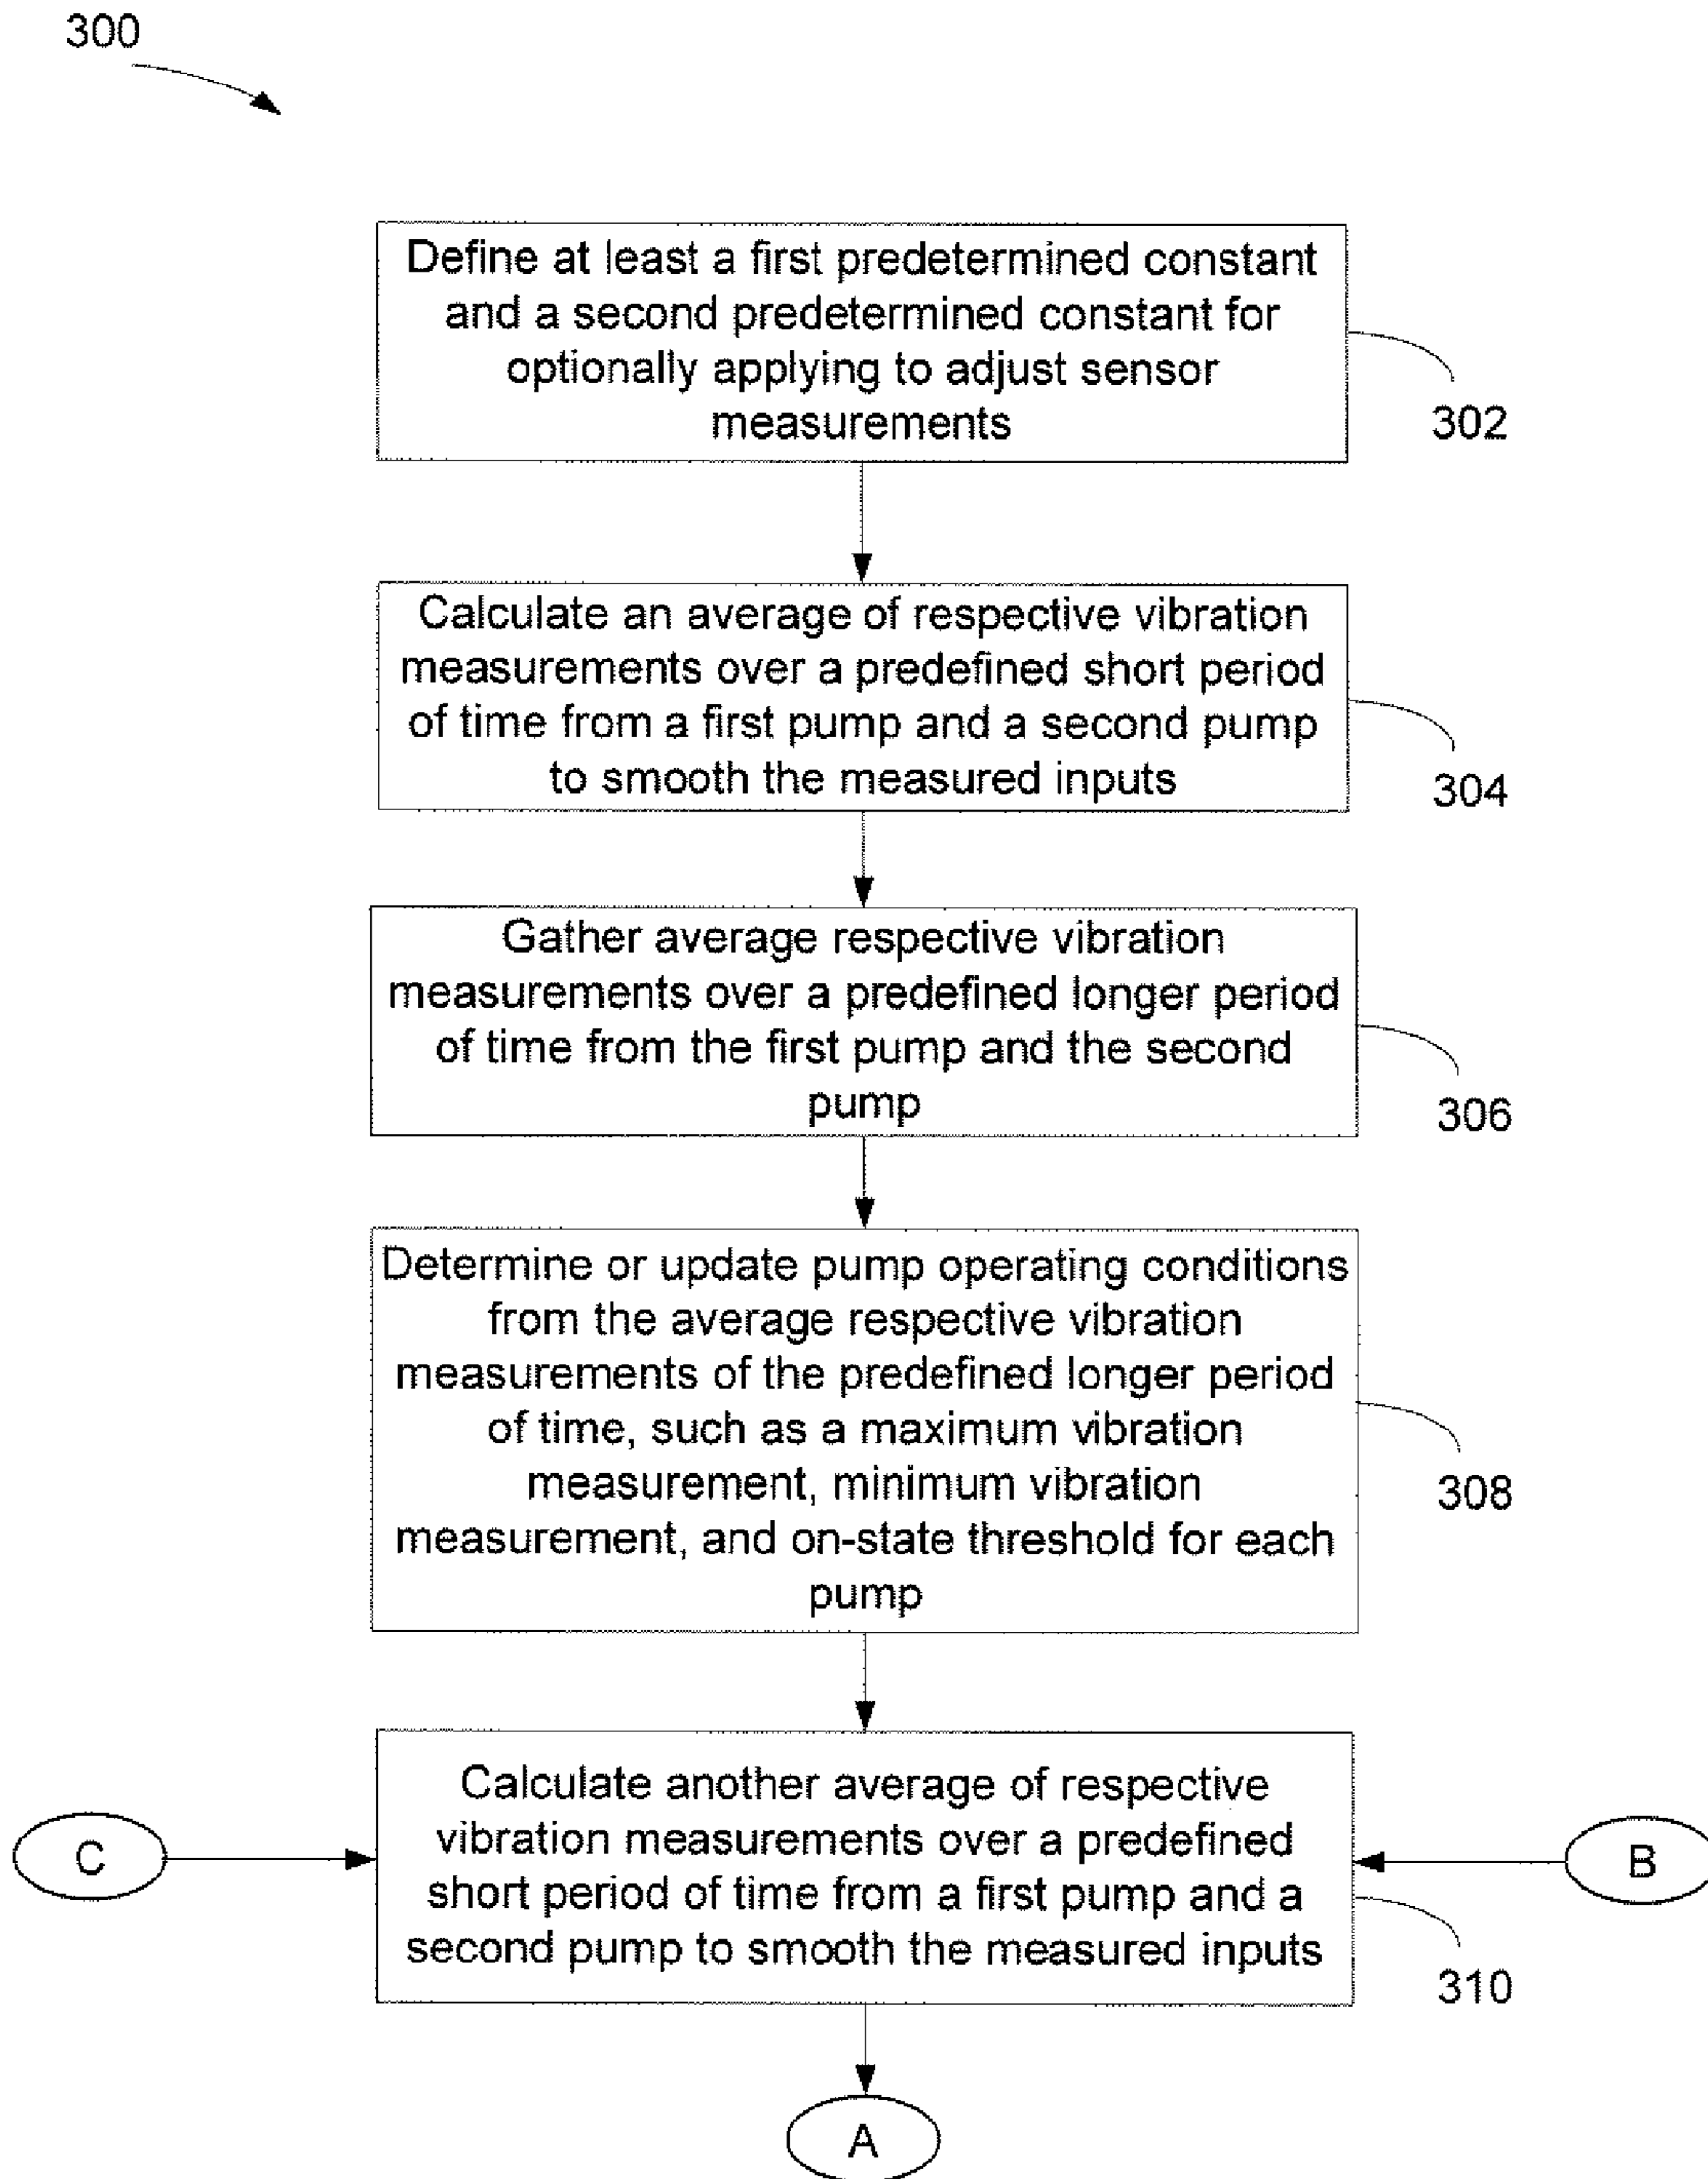 300
Define at least a first predetermined constant
and a second predetermined constant for
optionally applying to adjust sensor
measurements
302
Calculate an average of respective vibration
measurements over a predefined short period
of time from a first pump and a second pump
to smooth the measured inputs
304
Gather average respective vibration
measurements over a predefined longer period
of time from the first pump and the second
pump
306
Determine or update pump operating conditions
from the average respective vibration
measurements of the predefined longer period
of time, such as a maximum vibration
measurement, minimum vibration
measurement, and on-state threshold for each
pump
308
Calculate another average of respective
vibration measurements over a predefined
short period of time from a first pump and a
second pump to smooth the measured inputs
310
C
B
A